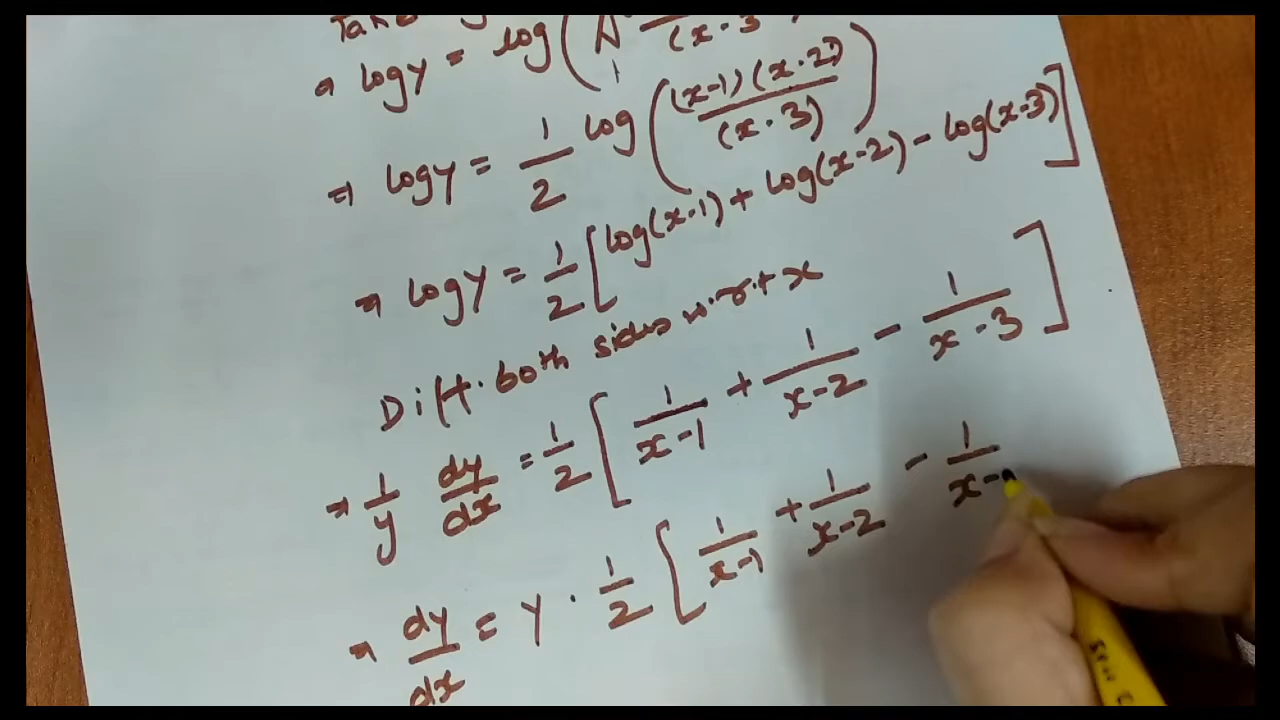 Take
⇒ log y = log( √ (x-3
⇒ log y = 1/2 log( (x-1)(x-2) / (x-3) )
⇒ log y = 1/2 [ log(x-1) + log(x-2) - log(x-3) ]
Diff. both sides w.r.t x
⇒ 1/y dy/dx = 1/2 [ 1/(x-1) + 1/(x-2) - 1/(x-3) ]
⇒ dy/dx = y · 1/2 [ 1/(x-1) + 1/(x-2) - 1/(x-